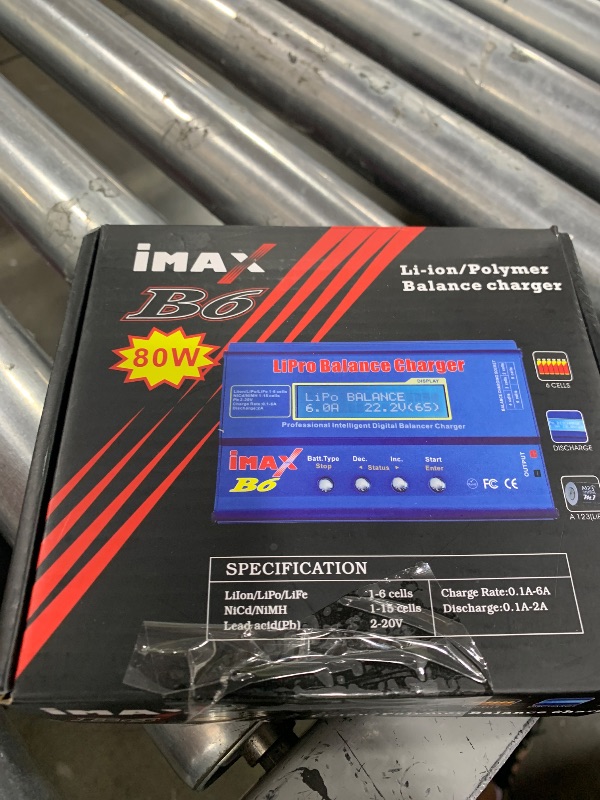 iMAX
B6
Li-ion/Polymer
Balance charger
80W
LiPro Balance Charger
DISPLAY
LiPo BALANCE
6.0A 22.2V(6S)
Professional Intelligent Digital Balancer Charger
iMAX
B6
Batt.Type
Stop
Dec.
Status
Inc.
Start
Enter
FC CE
OUTPUT
6-CELLS
DISCHARGE
SPECIFICATION
LiIon/LiPo/LiFe 1-6 cells Charge Rate:0.1A-6A
NiCd/NiMH 1-15 cells Discharge:0.1A-2A
Lead acid(Pb) 2-20V